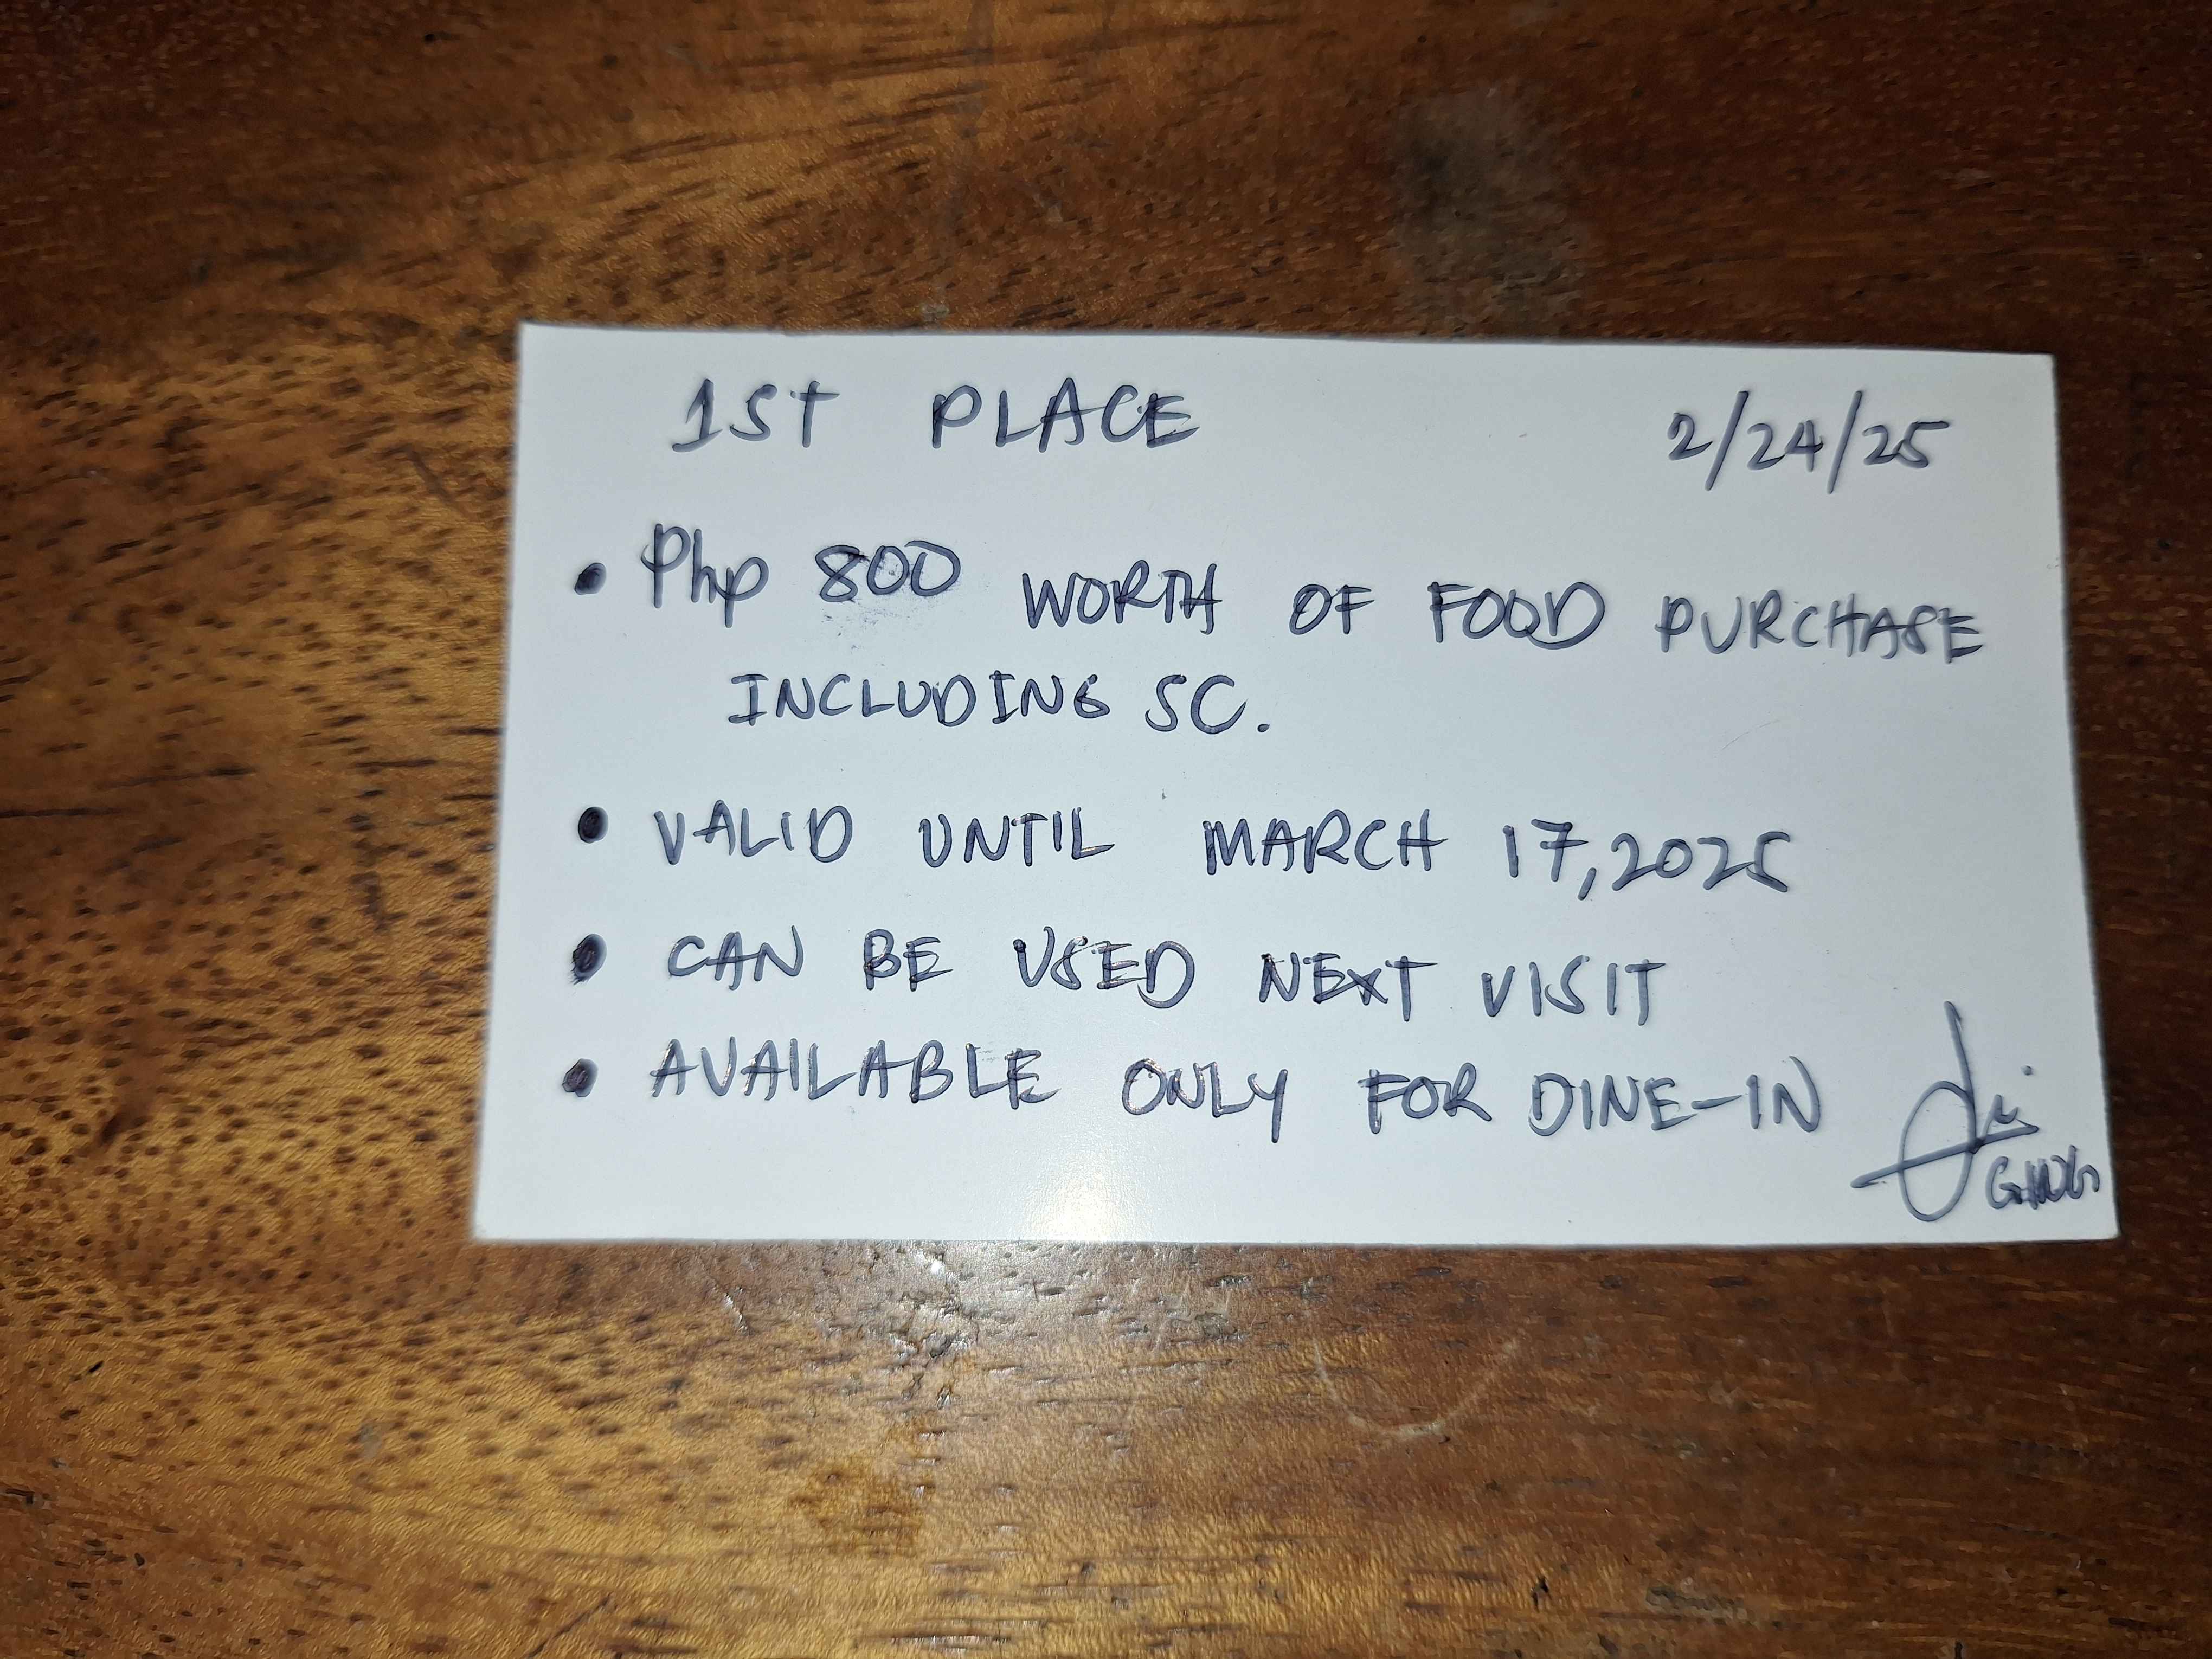 1ST PLACE 2/24/25
• Php 800 WORTH OF FOOD PURCHASE
INCLUDING SC.
• VALID UNTIL MARCH 17, 2025
• CAN BE USED NEXT VISIT
• AVAILABLE ONLY FOR DINE-IN